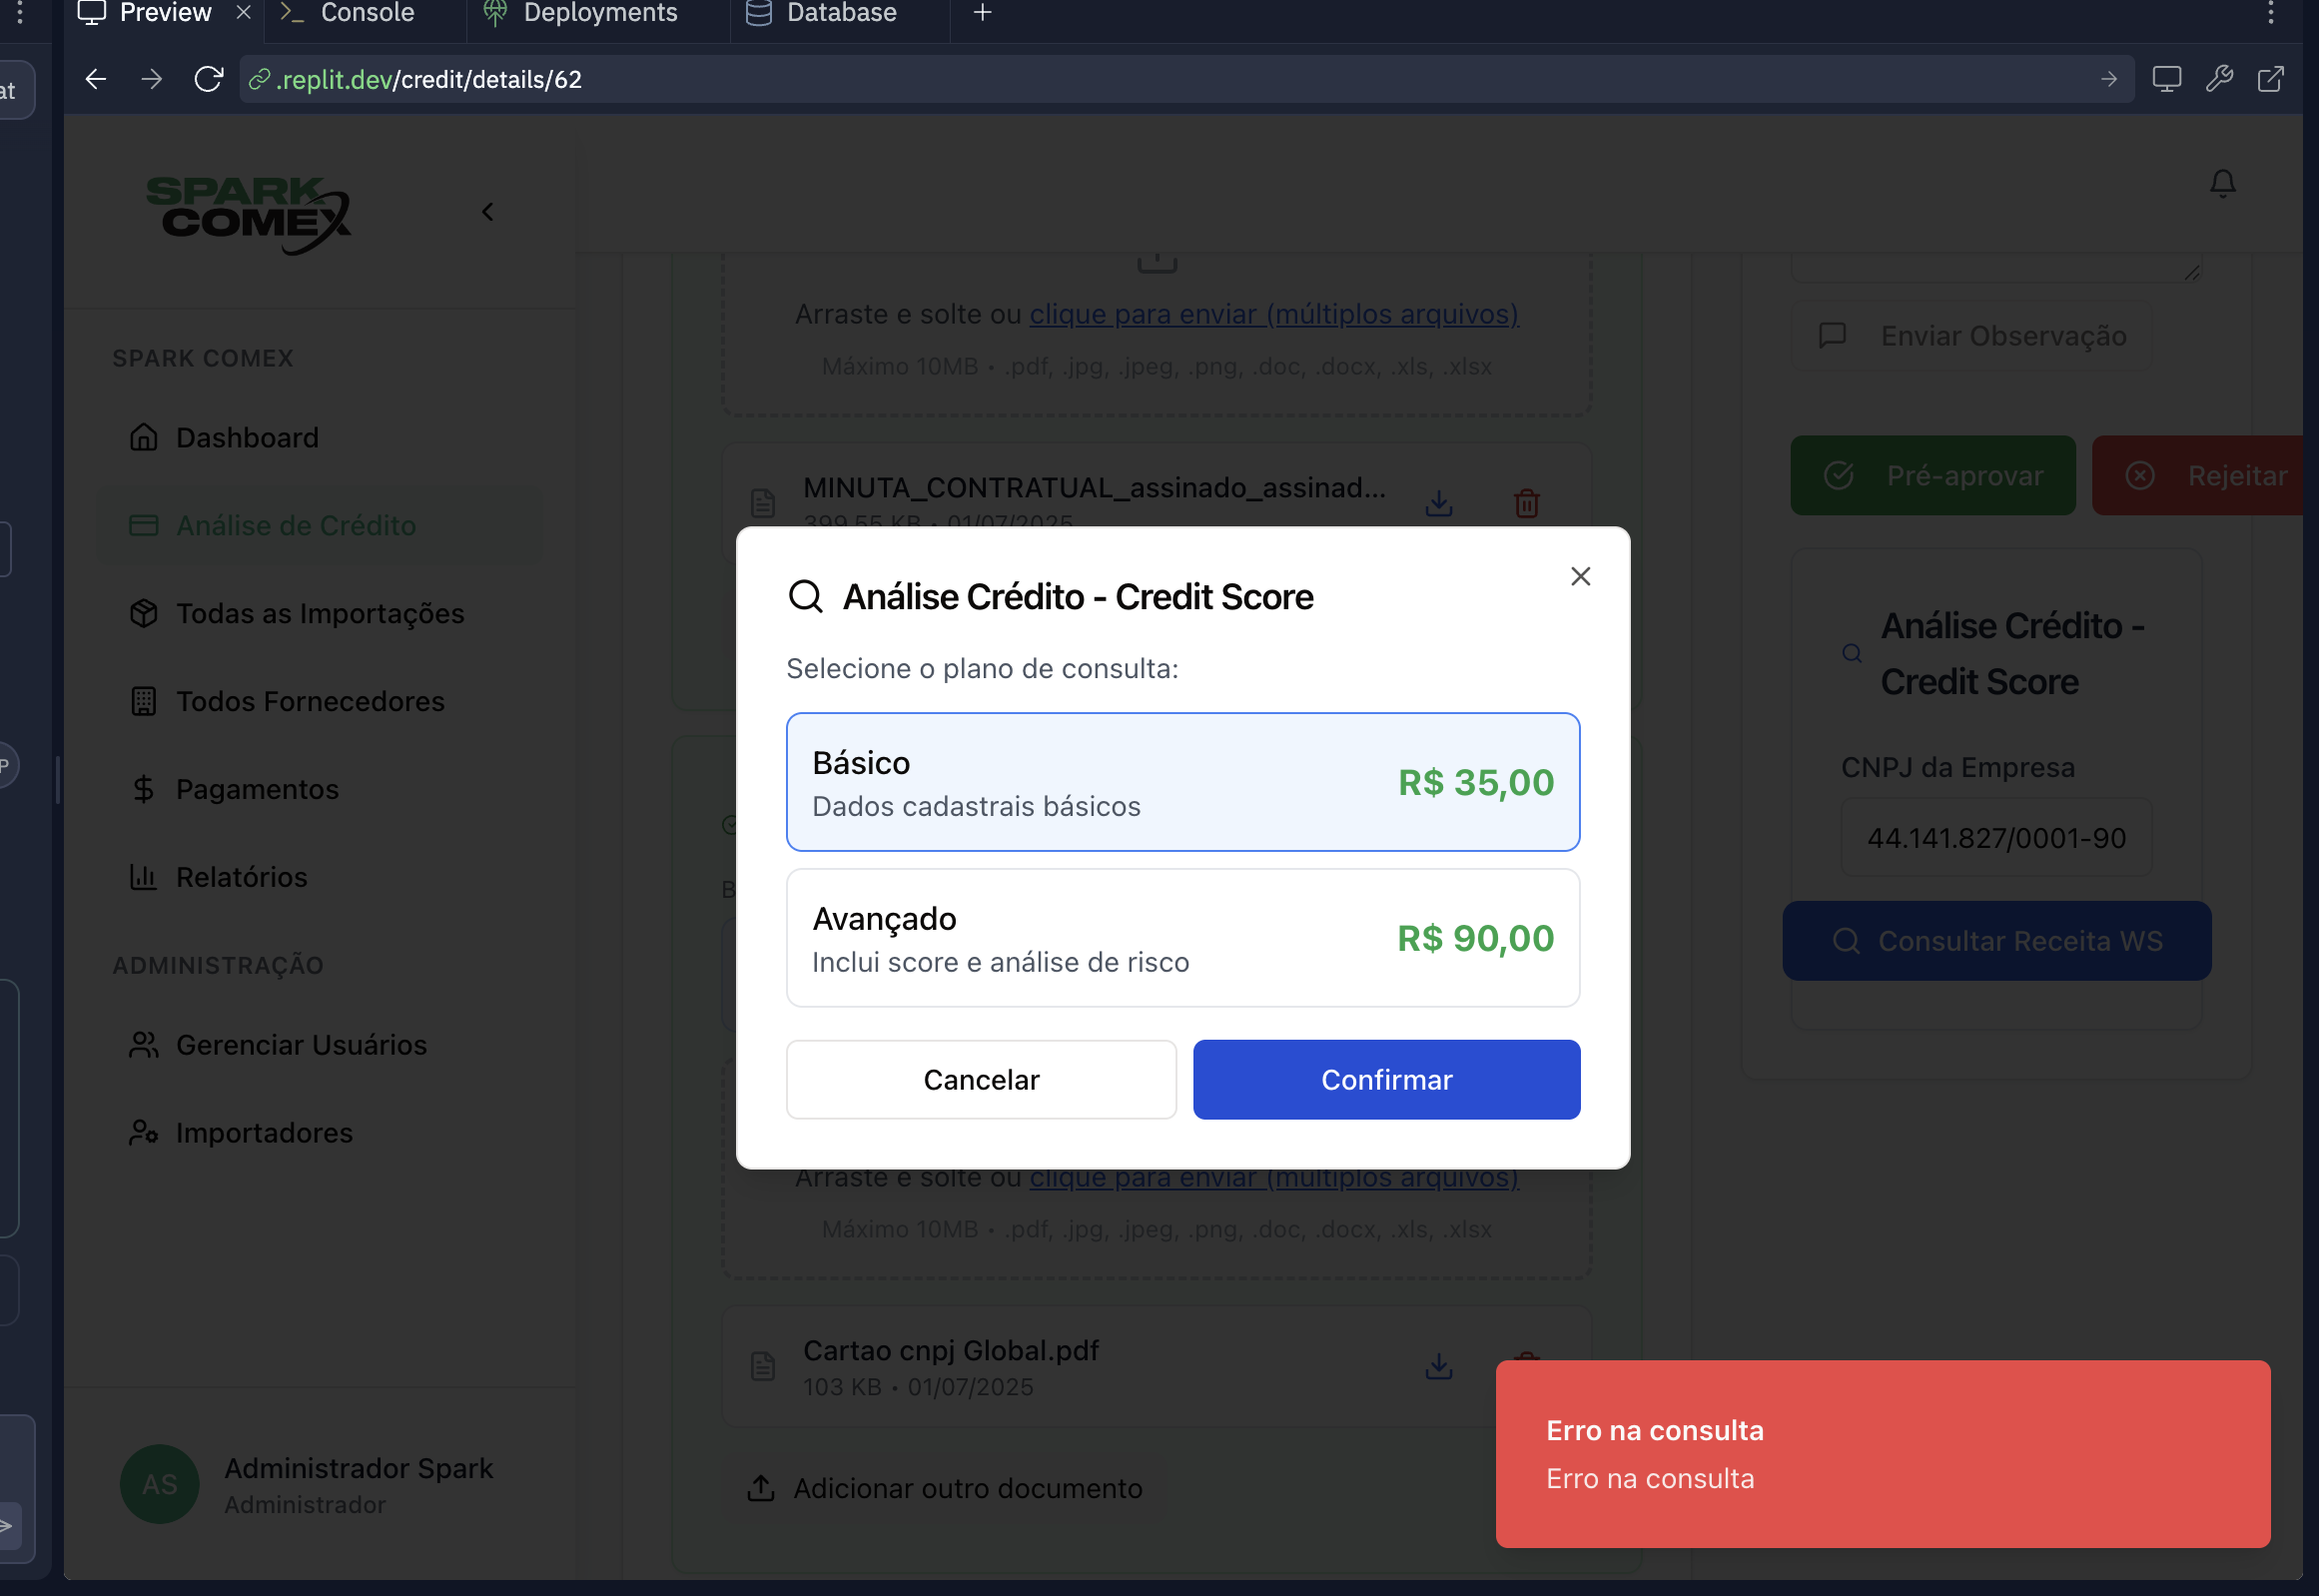 Preview
Console
Deployments
Database
at
.replit.dev/credit/details/62
SPARK
COMEX
SPARK COMEX
Dashboard
Análise de Crédito
Todas as Importações
Todos Fornecedores
Pagamentos
Relatórios
ADMINISTRAÇÃO
Gerenciar Usuários
Importadores
AS
Administrador Spark
Administrador
P
Arraste e solte ou clique para enviar (múltiplos arquivos)
Máximo 10MB • .pdf, .jpg, .jpeg, .png, .doc, .docx, .xls, .xlsx
MINUTA_CONTRATUAL_assinado_assinad...
399.55 KB • 01/07/2025
Análise Crédito - Credit Score
Selecione o plano de consulta:
Básico
Dados cadastrais básicos
R$ 35,00
Avançado
Inclui score e análise de risco
R$ 90,00
Cancelar
Confirmar
B
Arraste e solte ou clique para enviar (múltiplos arquivos)
Máximo 10MB • .pdf, .jpg, .jpeg, .png, .doc, .docx, .xls, .xlsx
Cartao cnpj Global.pdf
103 KB • 01/07/2025
Adicionar outro documento
Enviar Observação
Pré-aprovar
Rejeitar
Análise Crédito -
Credit Score
CNPJ da Empresa
44.141.827/0001-90
Consultar Receita WS
Erro na consulta
Erro na consulta